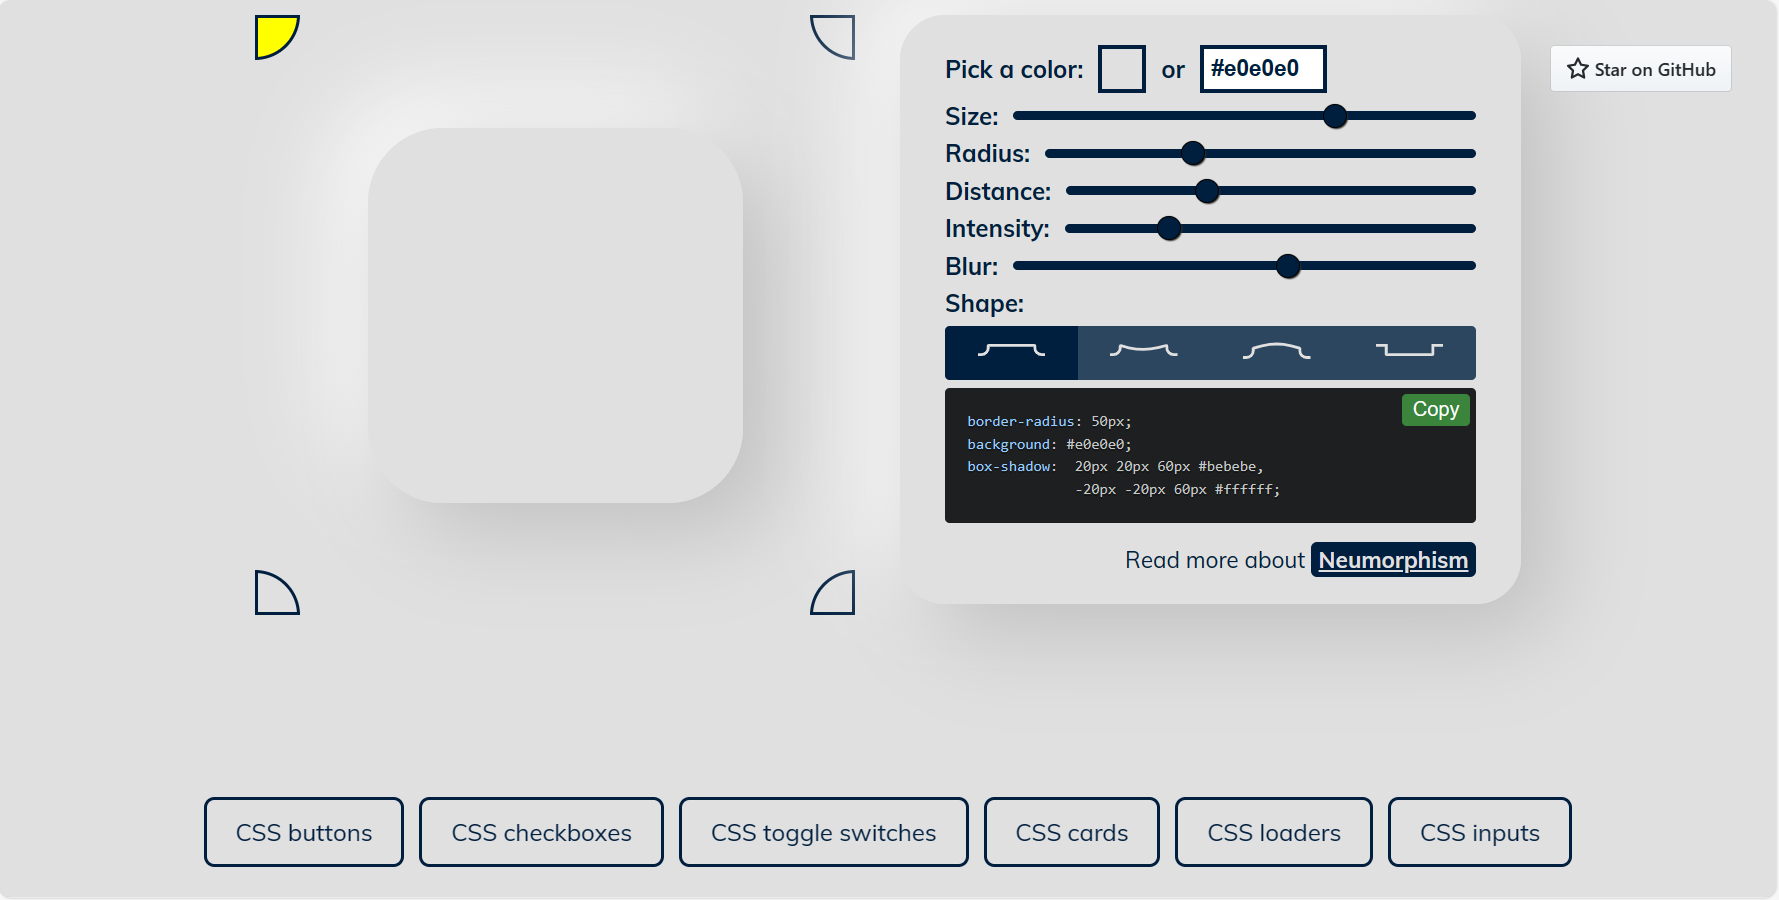 Pick a color: or #e0e0e0
Star on GitHub
Size:
Radius:
Distance:
Intensity:
Blur:
Shape:
Copy
border-radius: 50px;
background: #e0e0e0;
box-shadow: 20px 20px 60px #bebebe,
-20px -20px 60px #ffffff;
Read more about Neumorphism
CSS buttons
CSS checkboxes
CSS toggle switches
CSS cards
CSS loaders
CSS inputs